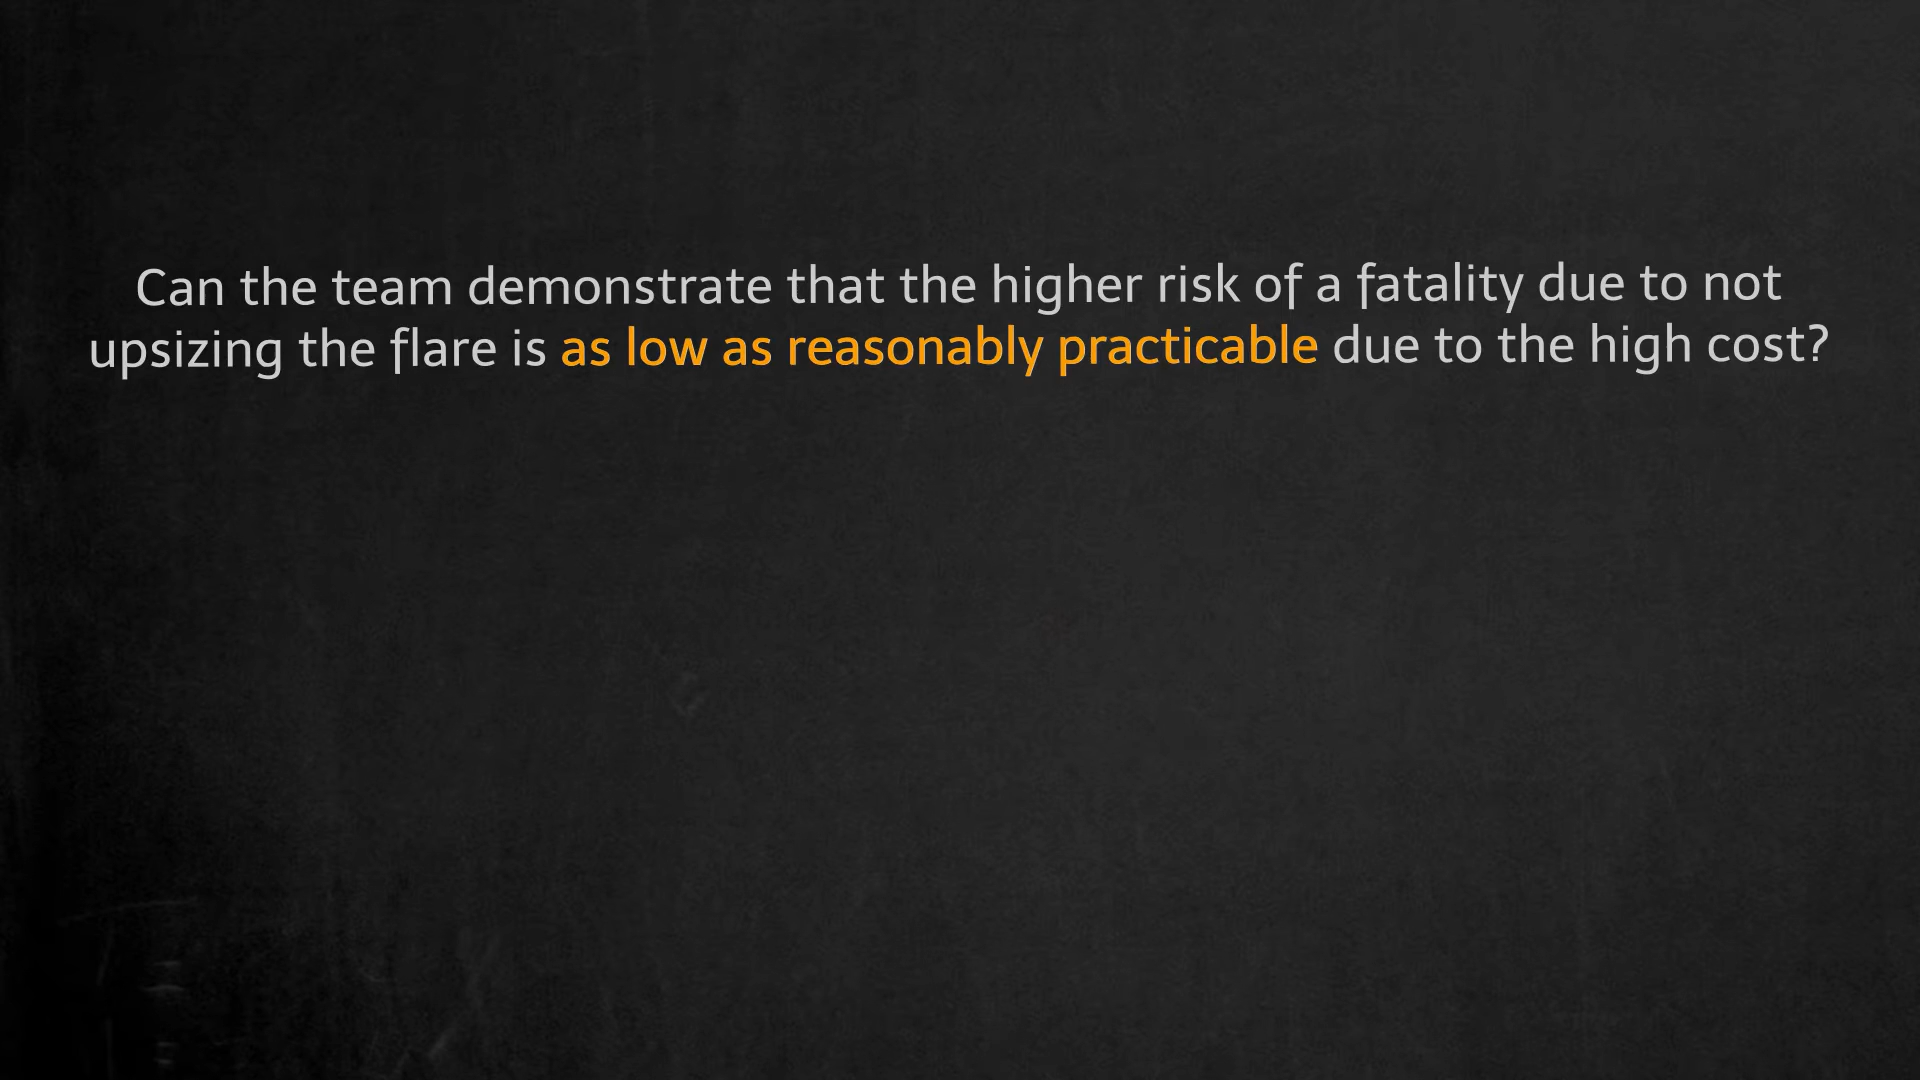 Can the team demonstrate that the higher risk of a fatality due to not
upsizing the flare is as low as reasonably practicable due to the high cost?